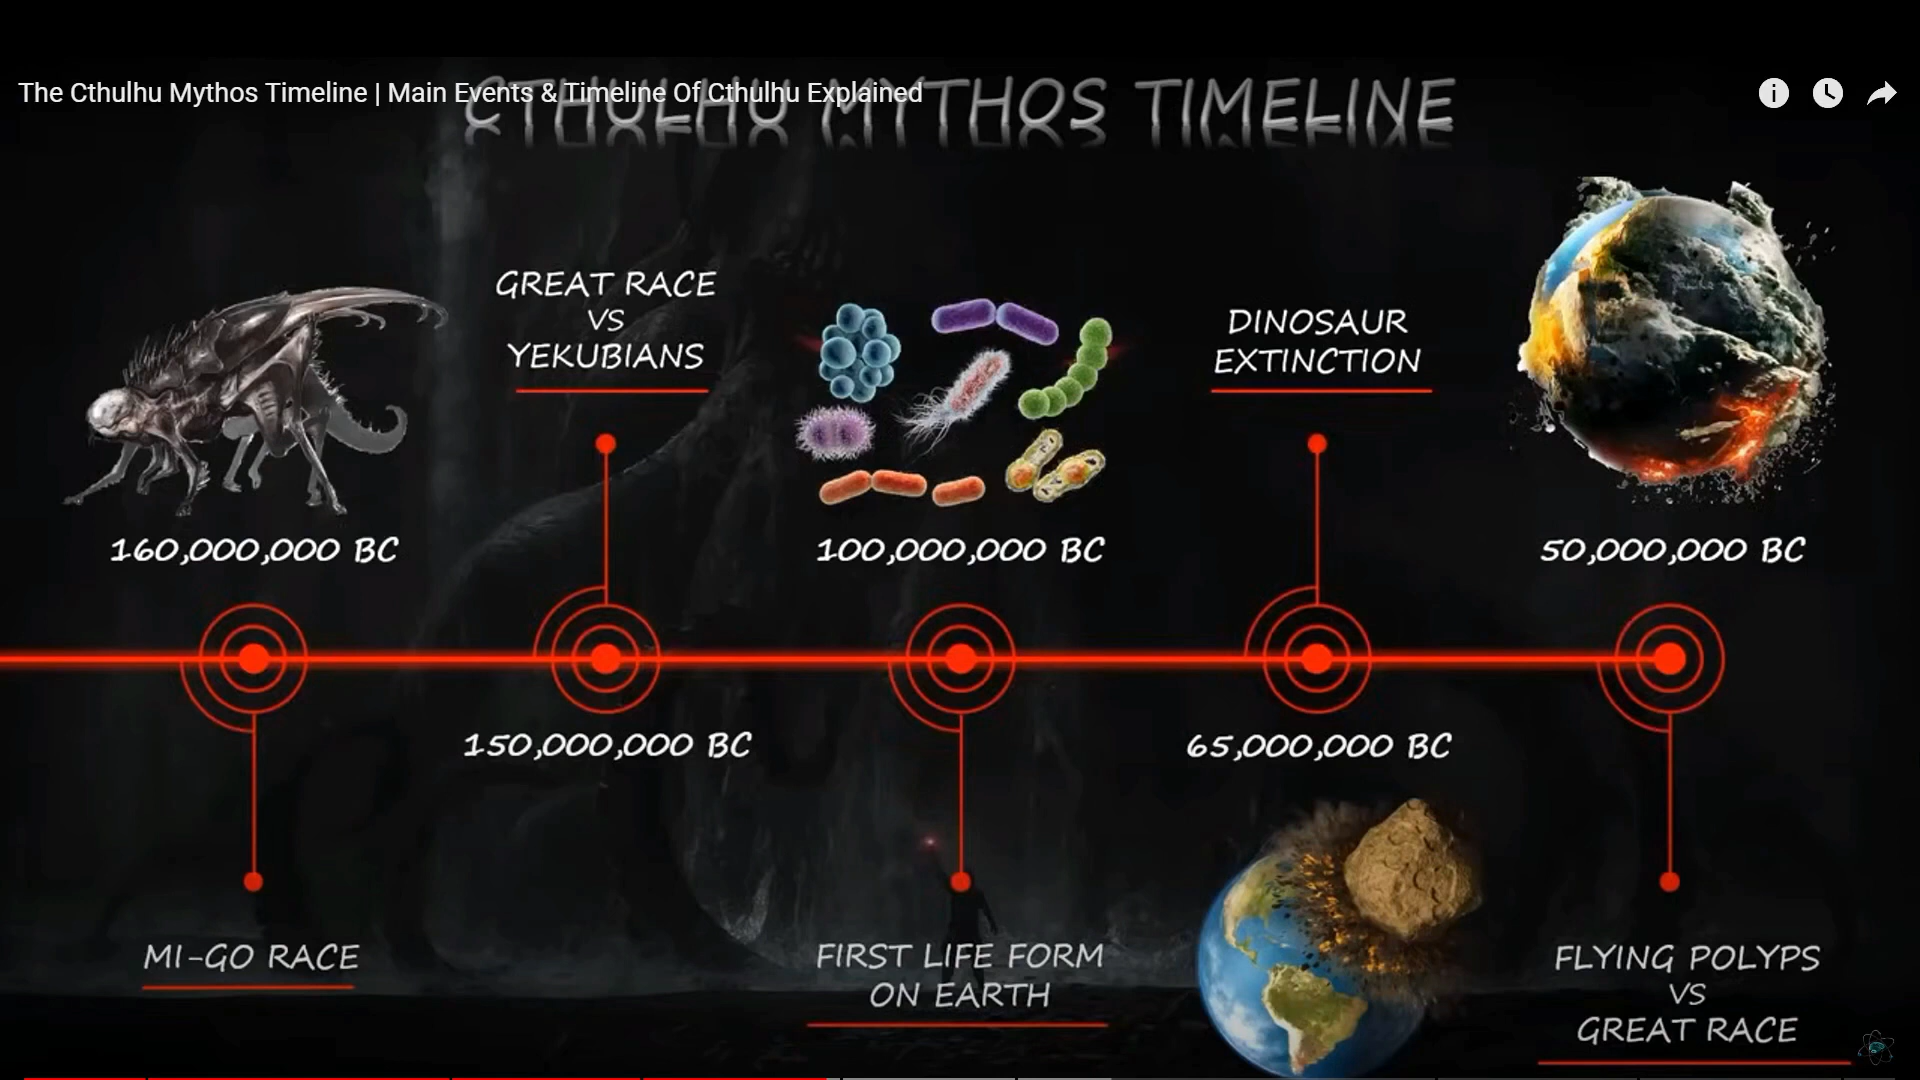 The Cthulhu Mythos Timeline | Main Events & Timeline Of Cthulhu Explained
CTHULHU MYTHOS TIMELINE
160,000,000 BC
MI-GO RACE
GREAT RACE
VS
YEKUBIANS
150,000,000 BC
100,000,000 BC
FIRST LIFE FORM
ON EARTH
DINOSAUR
EXTINCTION
65,000,000 BC
50,000,000 BC
FLYING POLYPS
VS
GREAT RACE